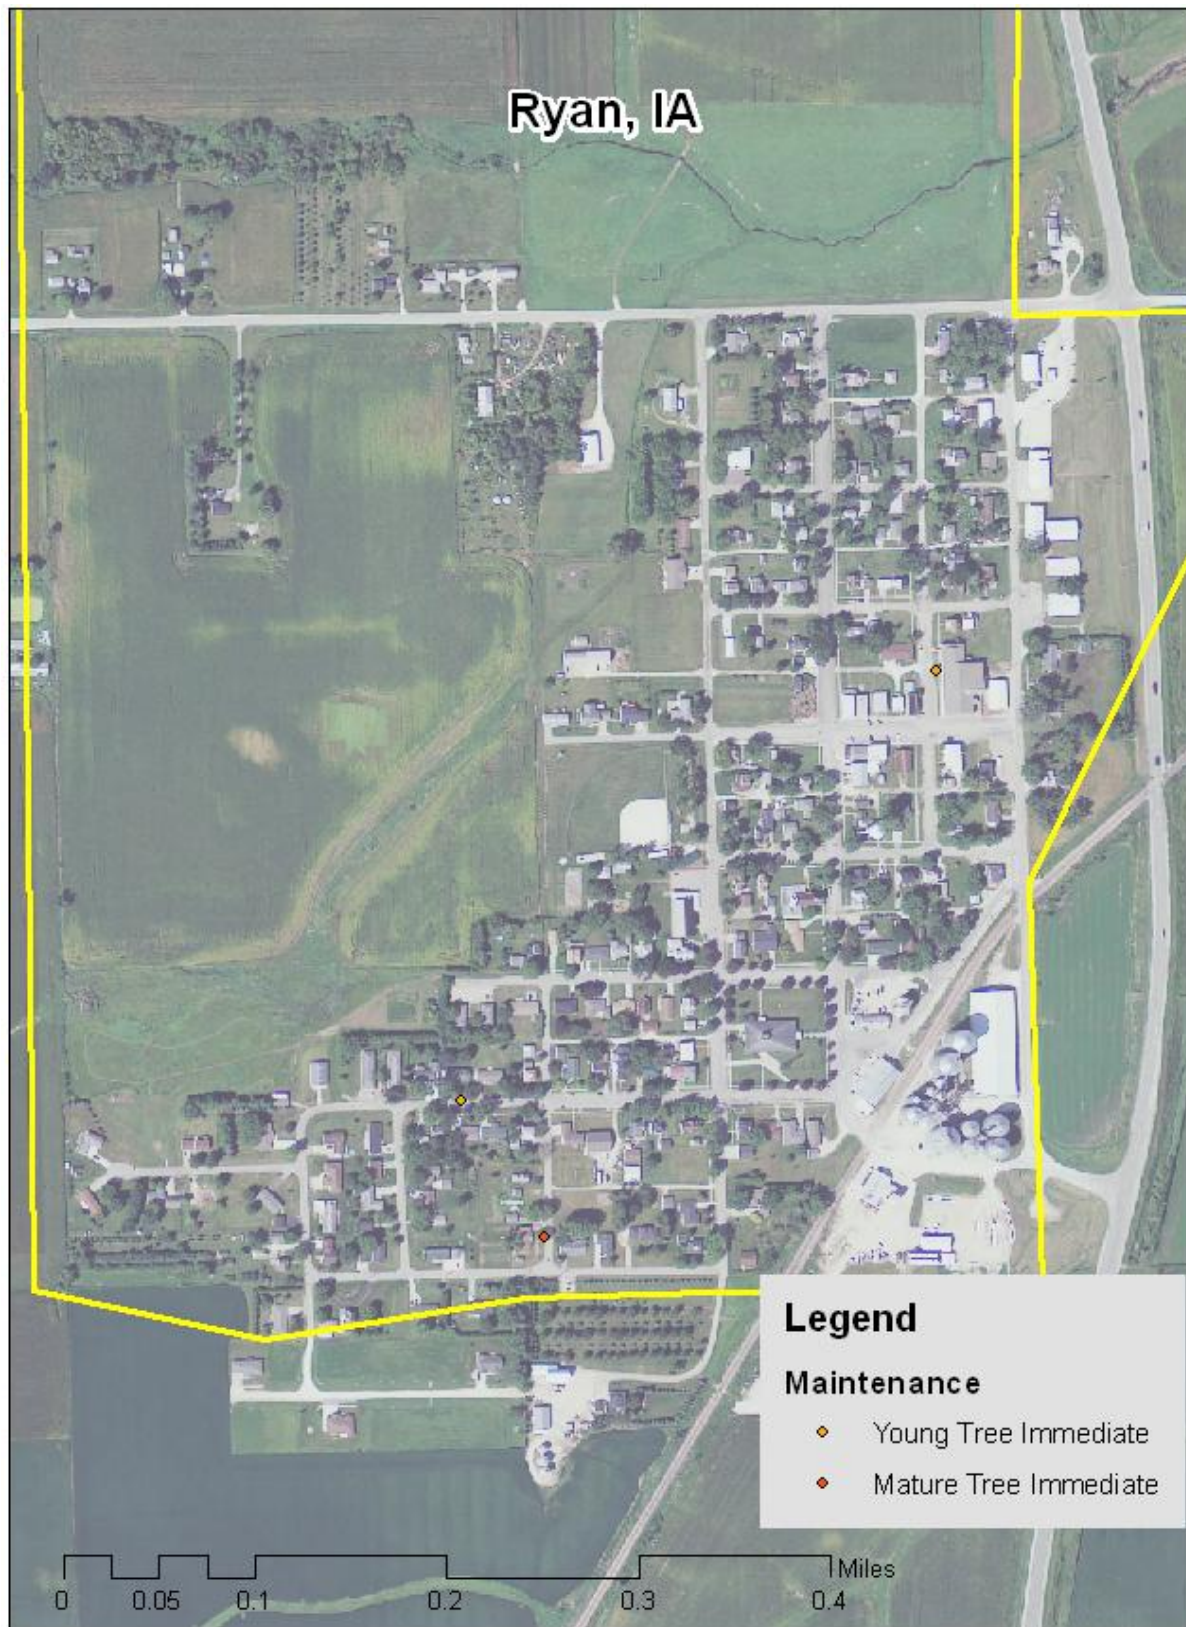 Ryan, IA
Legend
Maintenance
Young Tree Immediate
Mature Tree Immediate
Miles
0 0.05 0.1 0.2 0.3 0.4